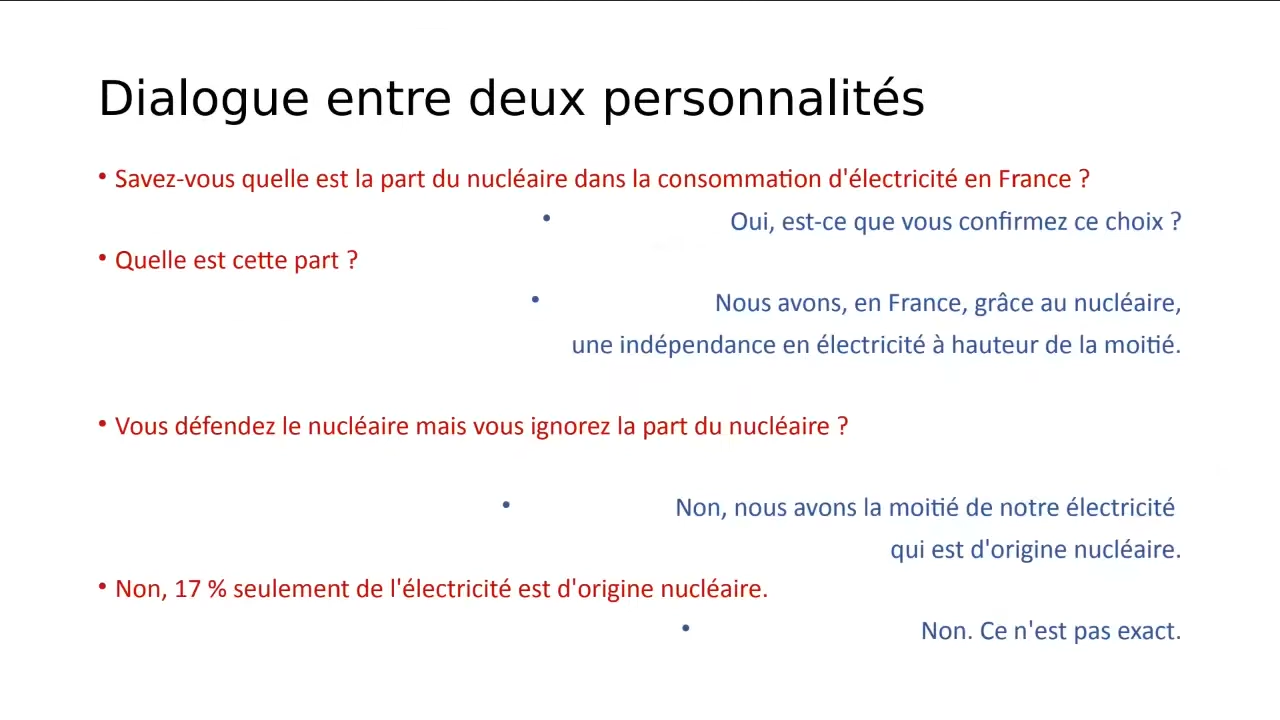 Dialogue entre deux personnalités
• Savez-vous quelle est la part du nucléaire dans la consommation d'électricité en France ?
• Oui, est-ce que vous confirmez ce choix ?
• Quelle est cette part ?
• Nous avons, en France, grâce au nucléaire,
une indépendance en électricité à hauteur de la moitié.
• Vous défendez le nucléaire mais vous ignorez la part du nucléaire ?
• Non, nous avons la moitié de notre électricité
qui est d'origine nucléaire.
• Non, 17 % seulement de l'électricité est d'origine nucléaire.
• Non. Ce n'est pas exact.